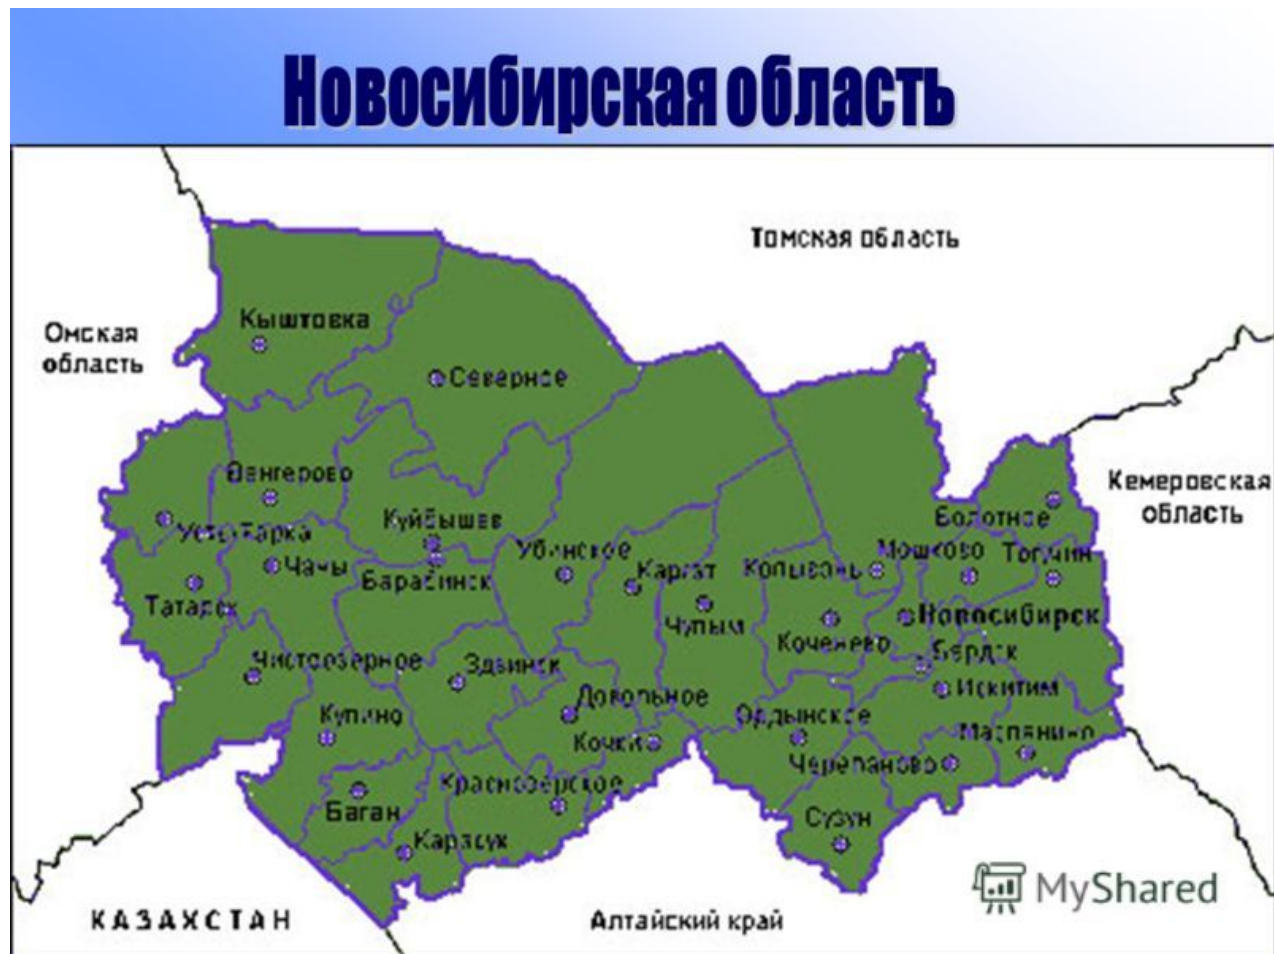 Новосибирская область
Томская область
Омская
область
Кыштовка
Северное
Кемеровская
область
Венгерово
Болотное
Куйбышев
Усть-Тарка
Убинское
Мошково
Тогучин
Чаны
Барабинск
Каргат
Колывань
Татарск
Чулым
Новосибирск
Коченево
Бердск
Чистоозерное
Здвинск
Искитим
Довольное
Купино
Ордынское
Маслянино
Кочки
Черепаново
Краснозерское
Баган
Сузун
Карасук
MyShared
КАЗАХСТАН
Алтайский край